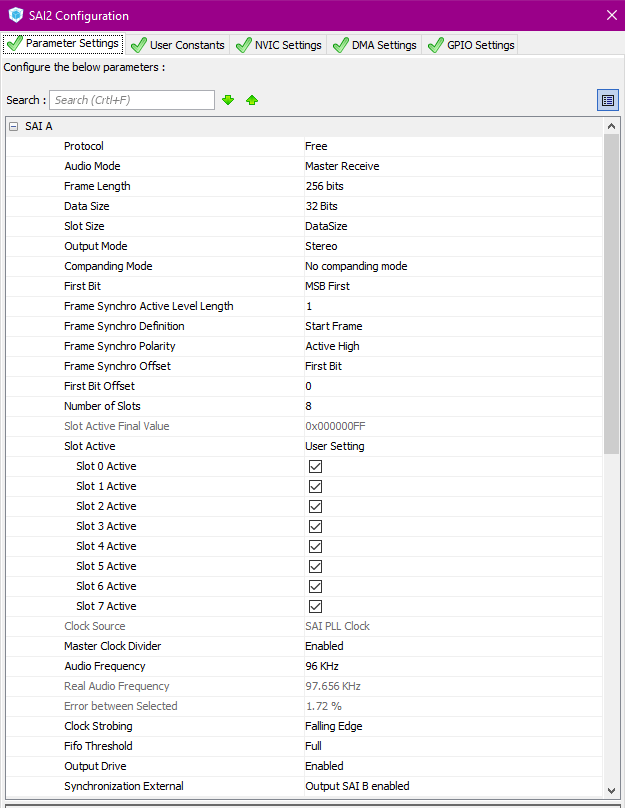 SAI2 Configuration
Parameter Settings User Constants NVIC Settings DMA Settings GPIO Settings
Configure the below parameters :
Search : Search (Crtl+F)
SAI A
Protocol Free
Audio Mode Master Receive
Frame Length 256 bits
Data Size 32 Bits
Slot Size DataSize
Output Mode Stereo
Companding Mode No companding mode
First Bit MSB First
Frame Synchro Active Level Length 1
Frame Synchro Definition Start Frame
Frame Synchro Polarity Active High
Frame Synchro Offset First Bit
First Bit Offset 0
Number of Slots 8
Slot Active Final Value 0x000000FF
Slot Active User Setting
Slot 0 Active
Slot 1 Active
Slot 2 Active
Slot 3 Active
Slot 4 Active
Slot 5 Active
Slot 6 Active
Slot 7 Active
Clock Source SAI PLL Clock
Master Clock Divider Enabled
Audio Frequency 96 KHz
Real Audio Frequency 97.656 KHz
Error between Selected 1.72 %
Clock Strobing Falling Edge
Fifo Threshold Full
Output Drive Enabled
Synchronization External Output SAI B enabled